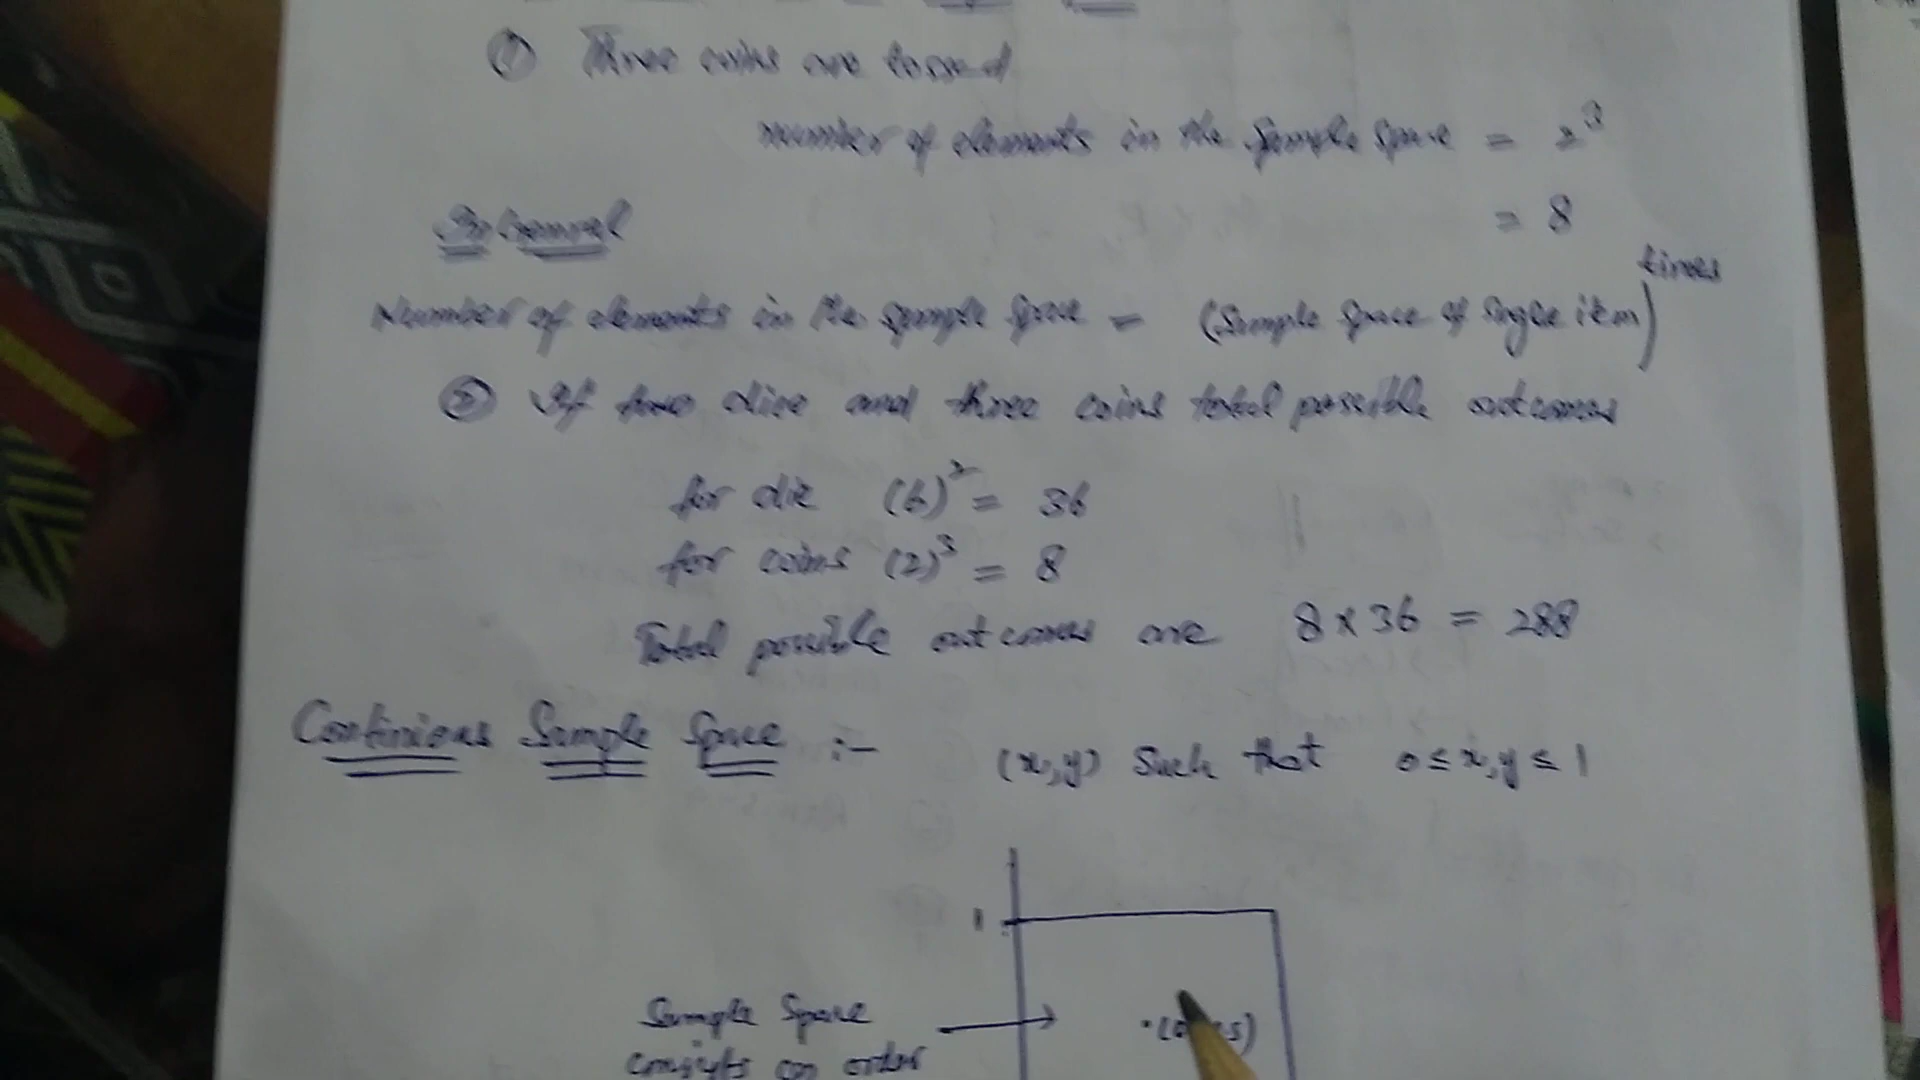 ① Three coins are tossed
Number of elements in the Sample Space = 2³
= 8
In General
Number of elements in the sample space = (Sample Space of single item) times
② If two dice and three coins total possible outcomes
for die (6)² = 36
for coins (2)³ = 8
Total possible outcomes are 8 x 36 = 288
Continious Sample Space :- (x,y) Such that 0 ≤ x,y ≤ 1
1
Sample Space
consists on order